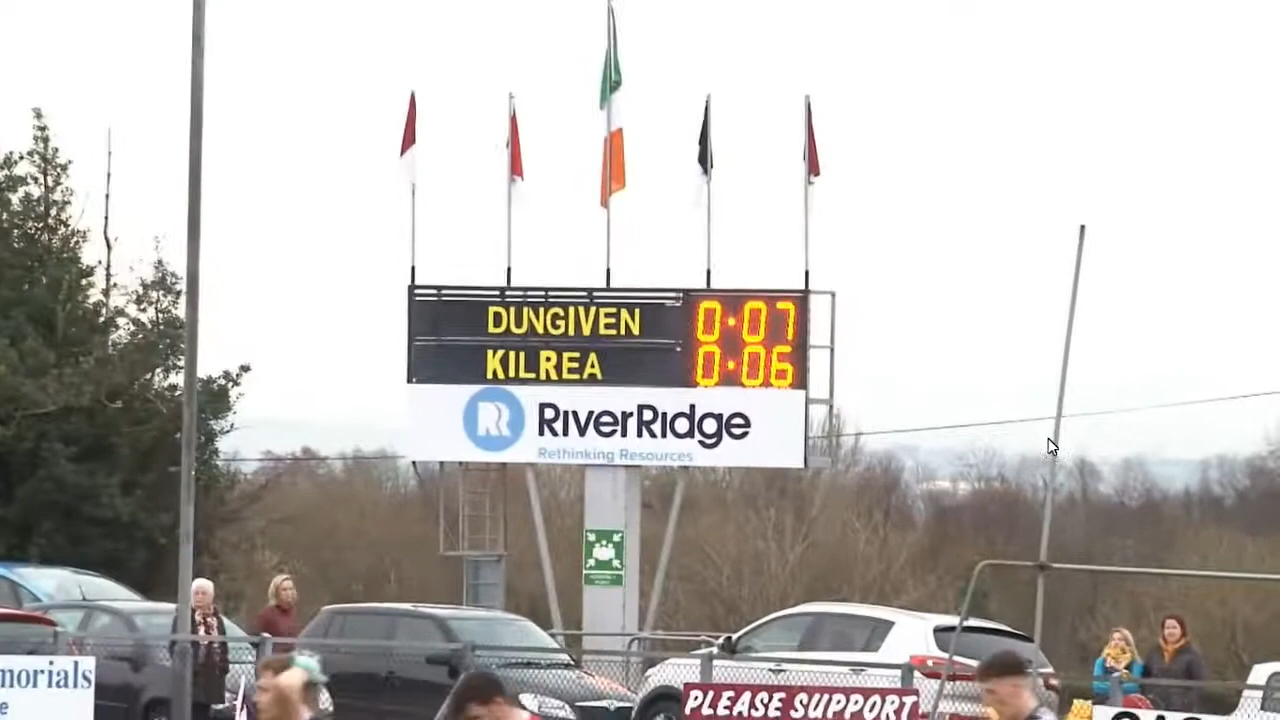 DUNGIVEN 0:07
KILREA 0:06
RiverRidge
Rethinking Resources
morials
e
PLEASE SUPPORT